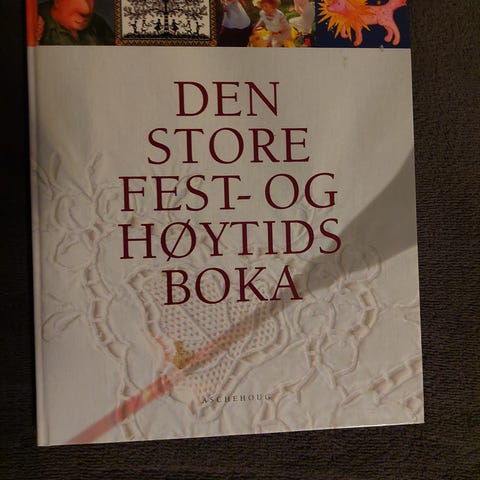 DEN
STORE
FEST- OG
HØYTIDS
BOKA
ASCHEHOUG